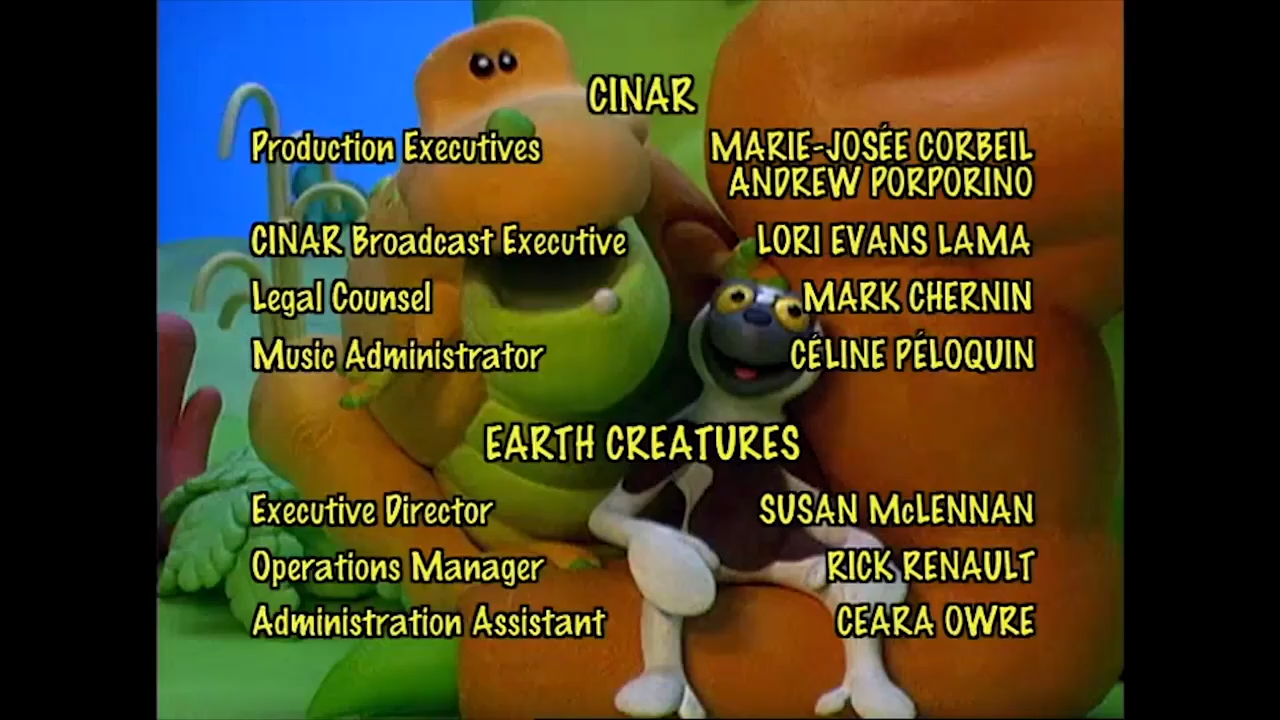 CINAR
Production Executives MARIE-JOSÉE CORBEIL
ANDREW PORPORINO
CINAR Broadcast Executive LORI EVANS LAMA
Legal Counsel MARK CHERNIN
Music Administrator CÉLINE PÉLOQUIN
EARTH CREATURES
Executive Director SUSAN McLENNAN
Operations Manager RICK RENAULT
Administration Assistant CEARA OWRE